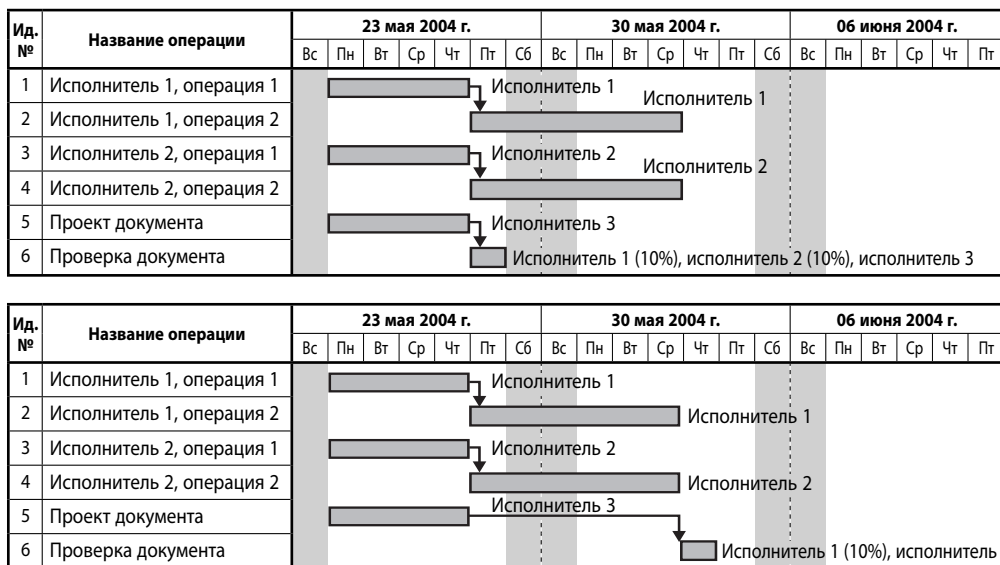 Ид. № Название операции 23 мая 2004 г. 30 мая 2004 г. 06 июня 2004 г.
Вс Пн Вт Ср Чт Пт Сб Вс Пн Вт Ср Чт Пт Сб Вс Пн Вт Ср Чт Пт
1 Исполнитель 1, операция 1 Исполнитель 1
2 Исполнитель 1, операция 2 Исполнитель 1
3 Исполнитель 2, операция 1 Исполнитель 2
4 Исполнитель 2, операция 2 Исполнитель 2
5 Проект документа Исполнитель 3
6 Проверка документа Исполнитель 1 (10%), исполнитель 2 (10%), исполнитель 3
Ид. № Название операции 23 мая 2004 г. 30 мая 2004 г. 06 июня 2004 г.
Вс Пн Вт Ср Чт Пт Сб Вс Пн Вт Ср Чт Пт Сб Вс Пн Вт Ср Чт Пт
1 Исполнитель 1, операция 1 Исполнитель 1
2 Исполнитель 1, операция 2 Исполнитель 1
3 Исполнитель 2, операция 1 Исполнитель 2
4 Исполнитель 2, операция 2 Исполнитель 2
5 Проект документа Исполнитель 3
6 Проверка документа Исполнитель 1 (10%), исполнитель